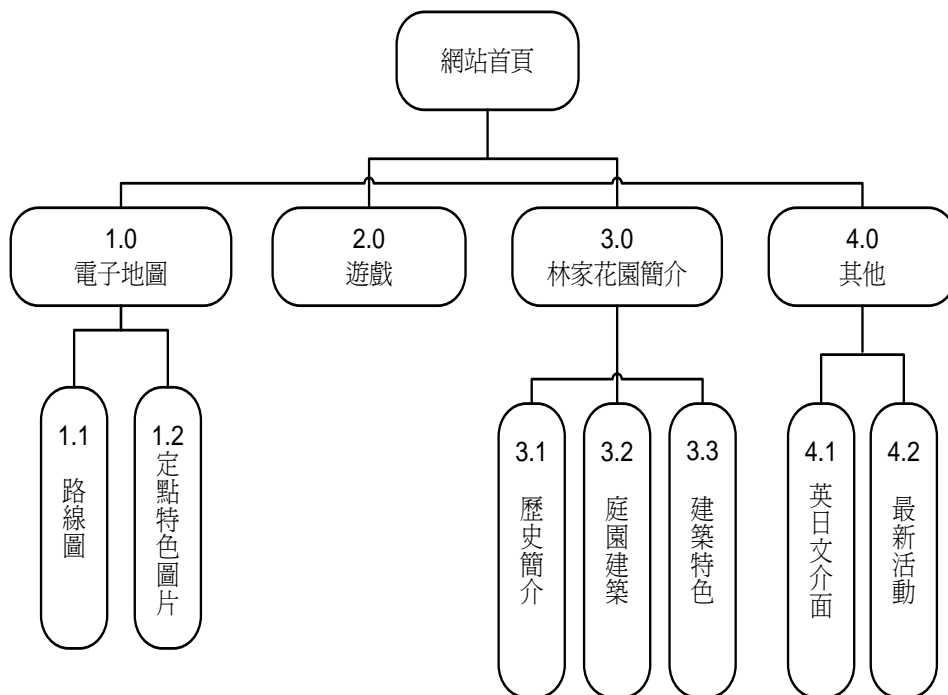 網站首頁
1.0
電子地圖
2.0
遊戲
3.0
林家花園簡介
4.0
其他
1.1
路線圖
1.2
定點特色圖片
3.1
歷史簡介
3.2
庭園建築
3.3
建築特色
4.1
英日文介面
4.2
最新活動